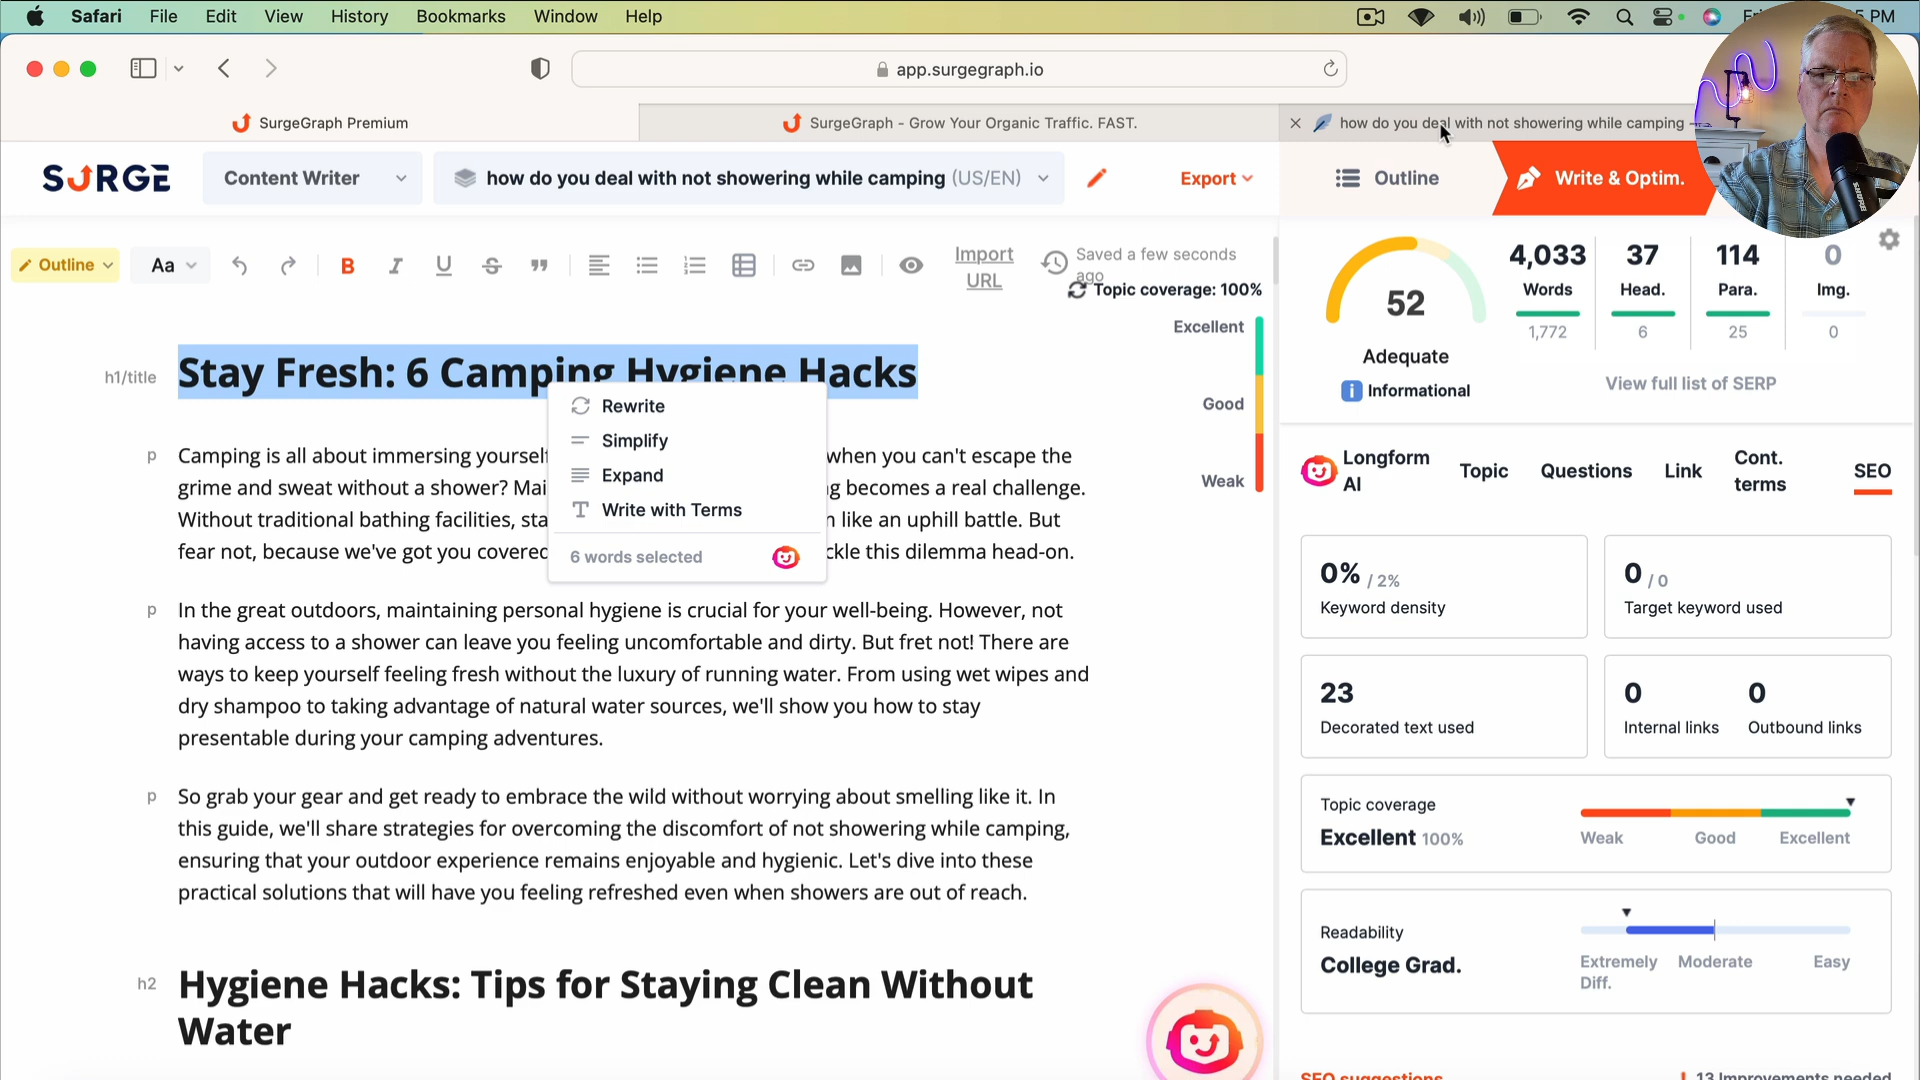 Safari File Edit View History Bookmarks Window Help
5 PM
app.surgegraph.io
SurgeGraph Premium
SurgeGraph - Grow Your Organic Traffic. FAST.
how do you deal with not showering while camping -
SURGE
Content Writer
how do you deal with not showering while camping (US/EN)
Export
Outline
Write & Optim.
Outline
Aa
B I U S
Import
URL
Saved a few seconds
ago
Topic coverage: 100%
Excellent
Good
Weak
h1/title
Stay Fresh: 6 Camping Hygiene Hacks
Rewrite
Simplify
Expand
Write with Terms
6 words selected
p
Camping is all about immersing yourself when you can't escape the
grime and sweat without a shower? Mai g becomes a real challenge.
Without traditional bathing facilities, sta n like an uphill battle. But
fear not, because we've got you covered ckle this dilemma head-on.
p
In the great outdoors, maintaining personal hygiene is crucial for your well-being. However, not
having access to a shower can leave you feeling uncomfortable and dirty. But fret not! There are
ways to keep yourself feeling fresh without the luxury of running water. From using wet wipes and
dry shampoo to taking advantage of natural water sources, we'll show you how to stay
presentable during your camping adventures.
p
So grab your gear and get ready to embrace the wild without worrying about smelling like it. In
this guide, we'll share strategies for overcoming the discomfort of not showering while camping,
ensuring that your outdoor experience remains enjoyable and hygienic. Let's dive into these
practical solutions that will have you feeling refreshed even when showers are out of reach.
h2
Hygiene Hacks: Tips for Staying Clean Without
Water
52
Adequate
Informational
4,033 37 114 0
Words Head. Para. Img.
1,772 6 25 0
View full list of SERP
Longform
AI
Topic
Questions
Link
Cont.
terms
SEO
0% / 2%
Keyword density
0 / 0
Target keyword used
23
Decorated text used
0 0
Internal links Outbound links
Topic coverage
Excellent 100%
Weak Good Excellent
Readability
College Grad.
Extremely
Diff.
Moderate
Easy
SEO suggestions
13 Improvements needed